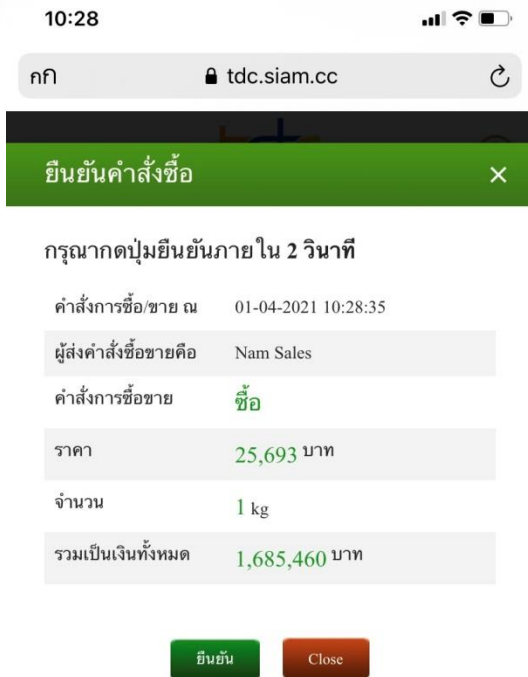 10:28
กก tdc.siam.cc
ยืนยันคำสั่งซื้อ ×
กรุณากดปุ่มยืนยันภายใน 2 วินาที
คำสั่งการซื้อ/ขาย ณ 01-04-2021 10:28:35
ผู้ส่งคำสั่งซื้อขายคือ Nam Sales
คำสั่งการซื้อขาย ซื้อ
ราคา 25,693 บาท
จำนวน 1 kg
รวมเป็นเงินทั้งหมด 1,685,460 บาท
ยืนยัน Close